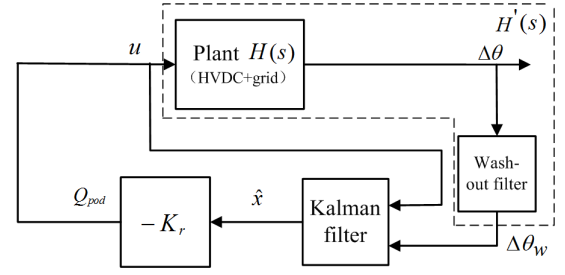 H'(s)
u
Plant H(s)
(HVDC+grid)
Δθ
Wash-
out filter
Q_pod
x̂
Kalman
filter
−K_r
Δθ_w